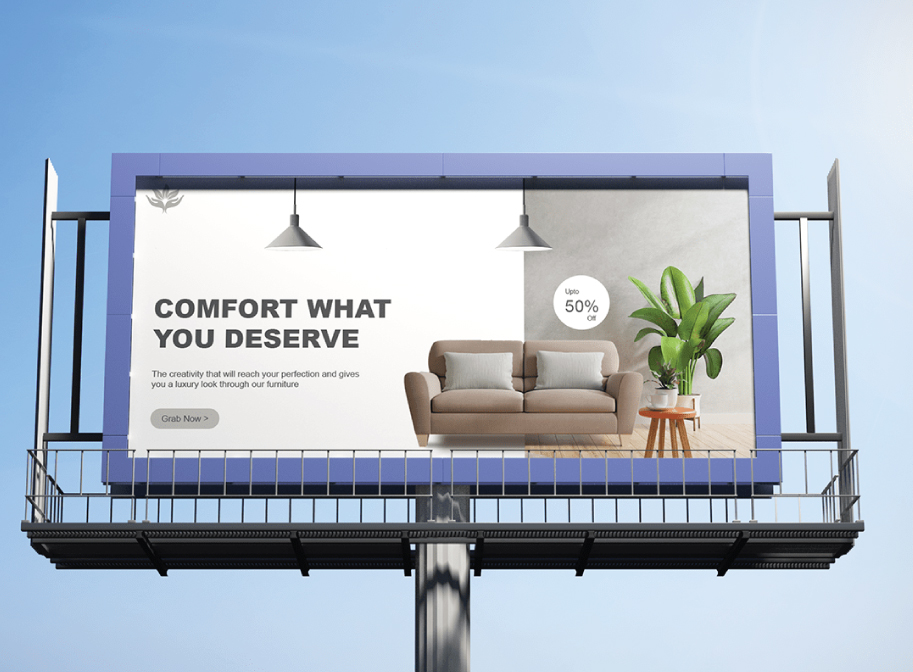 COMFORT WHAT
YOU DESERVE
The creativity that will reach your perfection and gives
you a luxury look through our furniture
Grab Now >
Upto
50%
Off